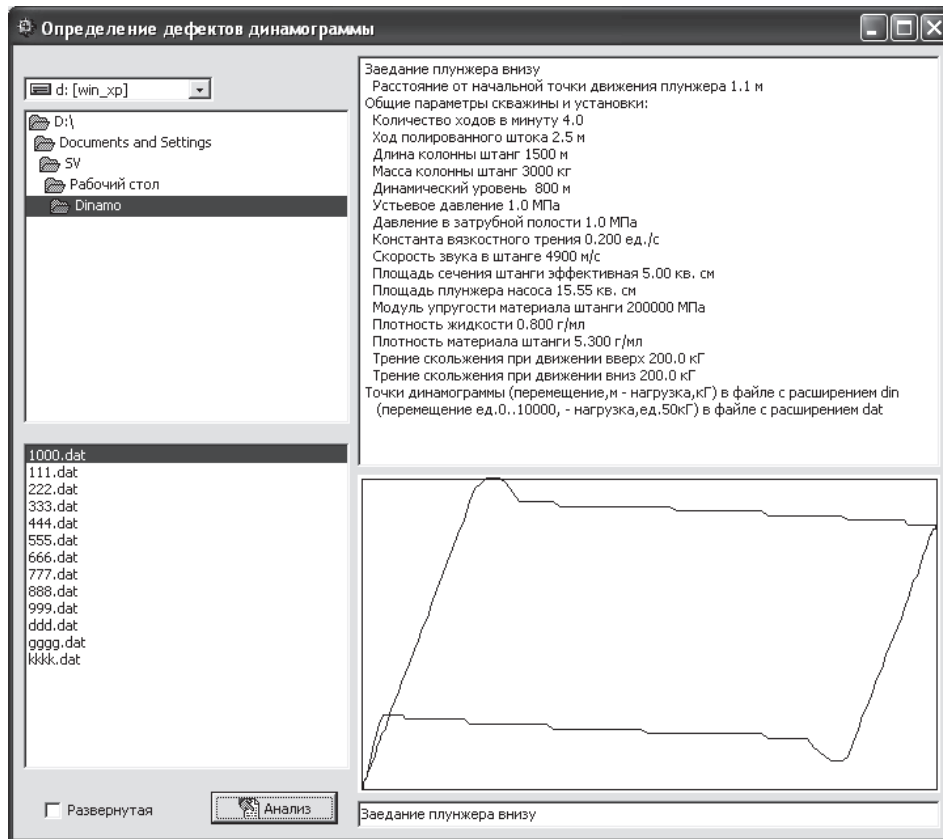 Определение дефектов динамограммы
d: [win_xp]
D:\
Documents and Settings
SV
Рабочий стол
Dinamo
1000.dat
111.dat
222.dat
333.dat
444.dat
555.dat
666.dat
777.dat
888.dat
999.dat
ddd.dat
gggg.dat
kkkk.dat
Развернутая
Анализ
Заедание плунжера внизу
Расстояние от начальной точки движения плунжера 1.1 м
Общие параметры скважины и установки:
Количество ходов в минуту 4.0
Ход полированного штока 2.5 м
Длина колонны штанг 1500 м
Масса колонны штанг 3000 кг
Динамический уровень 800 м
Устьевое давление 1.0 МПа
Давление в затрубной полости 1.0 МПа
Константа вязкостного трения 0.200 ед./с
Скорость звука в штанге 4900 м/с
Площадь сечения штанги эффективная 5.00 кв. см
Площадь плунжера насоса 15.55 кв. см
Модуль упругости материала штанги 200000 МПа
Плотность жидкости 0.800 г/мл
Плотность материала штанги 5.300 г/мл
Трение скольжения при движении вверх 200.0 кГ
Трение скольжения при движении вниз 200.0 кГ
Точки динамограммы (перемещение,м - нагрузка,кГ) в файле с расширением din
(перемещение ед.0..10000, - нагрузка,ед.50кГ) в файле с расширением dat
Заедание плунжера внизу